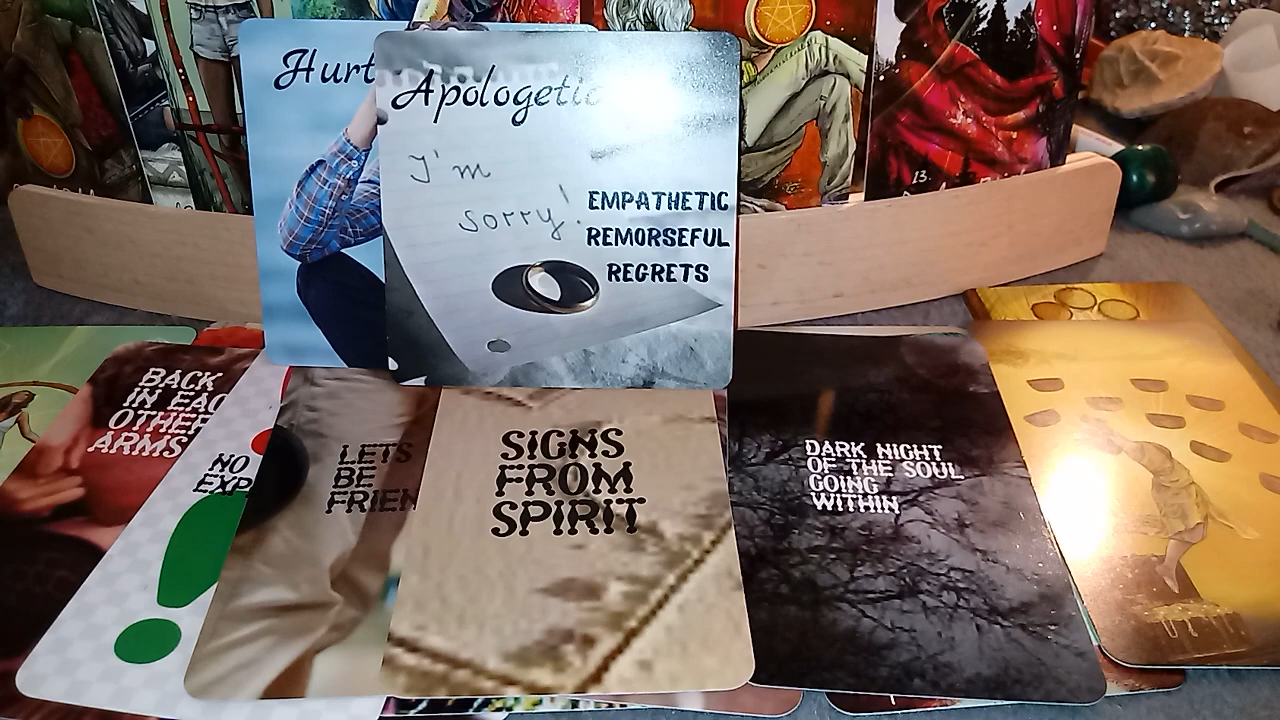 Hurt
Apologetic
I'm
sorry!
EMPATHETIC
REMORSEFUL
REGRETS
BACK
IN EAC
OTHER
ARMS
NO
EXP
LETS
BE
FRIEN
SIGNS
FROM
SPIRIT
DARK NIGHT
OF THE SOUL
GOING
WITHIN
13.